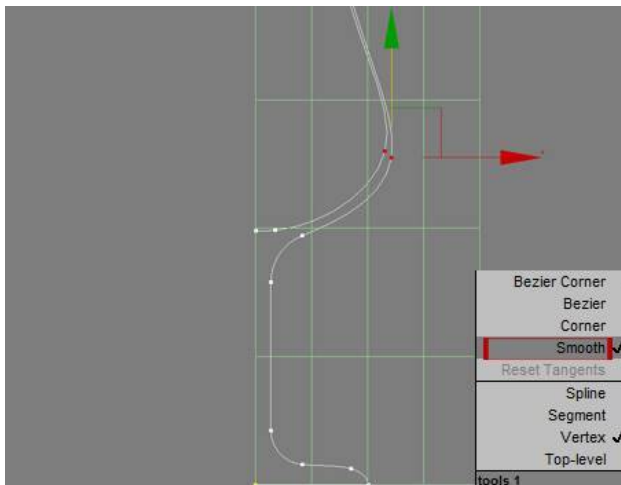 Bezier Corner
Bezier
Corner
Smooth
Reset Tangents
Spline
Segment
Vertex
Top-level
tools 1